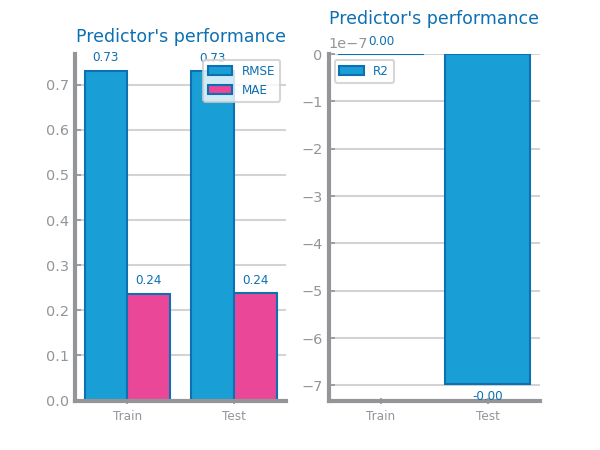 Predictor's performance
0.73
0.73
RMSE
MAE
0.24
0.24
0.7
0.6
0.5
0.4
0.3
0.2
0.1
0.0
Train
Test
Predictor's performance
1e−7
0.00
0
R2
−1
−2
−3
−4
−5
−6
−7
-0.00
Train
Test